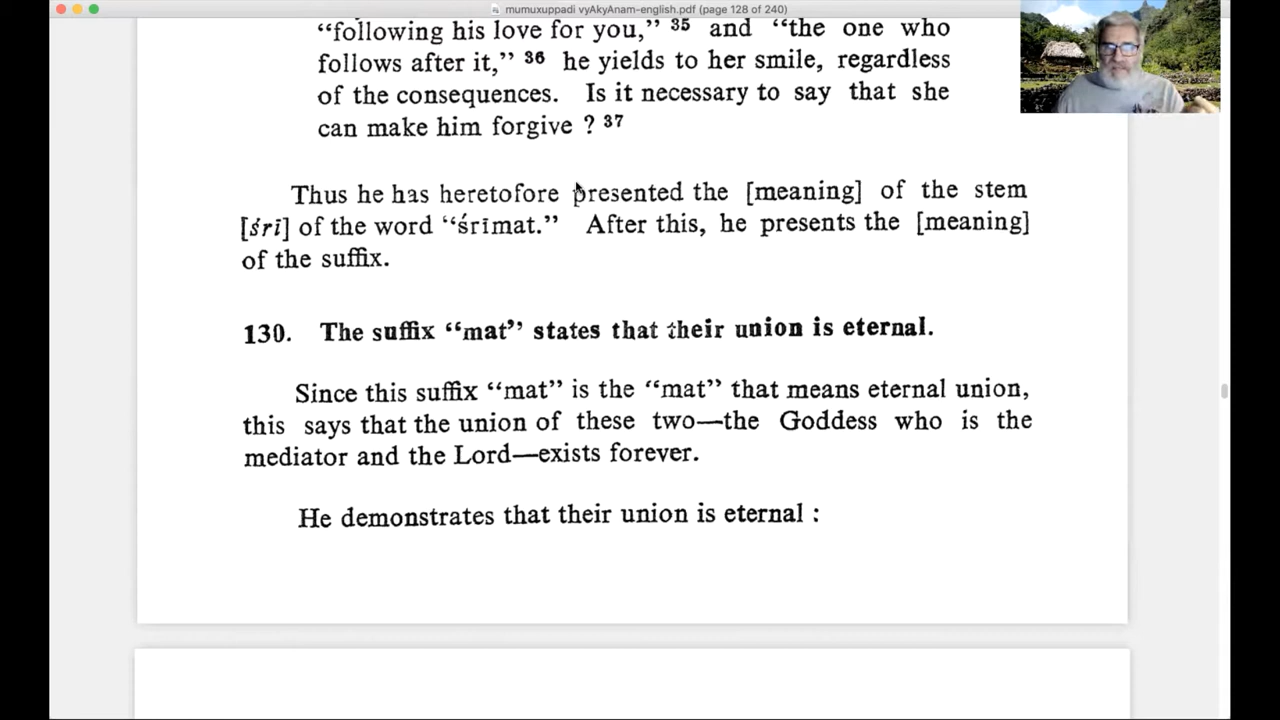 mumuxuppadi vyAkyAnam-english.pdf (page 128 of 240)
“following his love for you,” 35 and “the one who
follows after it,” 36 he yields to her smile, regardless
of the consequences. Is it necessary to say that she
can make him forgive ? 37
Thus he has heretofore presented the [meaning] of the stem
[śrī] of the word “śrīmat.” After this, he presents the [meaning]
of the suffix.
130. The suffix “mat” states that their union is eternal.
Since this suffix “mat” is the “mat” that means eternal union,
this says that the union of these two—the Goddess who is the
mediator and the Lord—exists forever.
He demonstrates that their union is eternal :